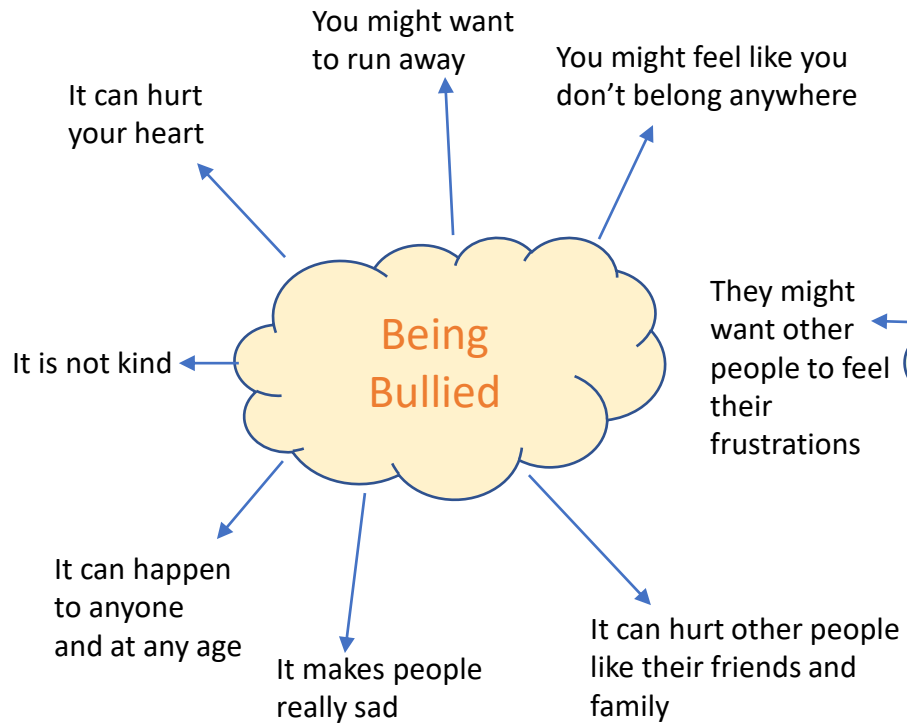 You might want
to run away
You might feel like you
don’t belong anywhere
It can hurt
your heart
Being
Bullied
They might
want other
people to feel
their
frustrations
It is not kind
It can happen
to anyone
and at any age
It makes people
really sad
It can hurt other people
like their friends and
family